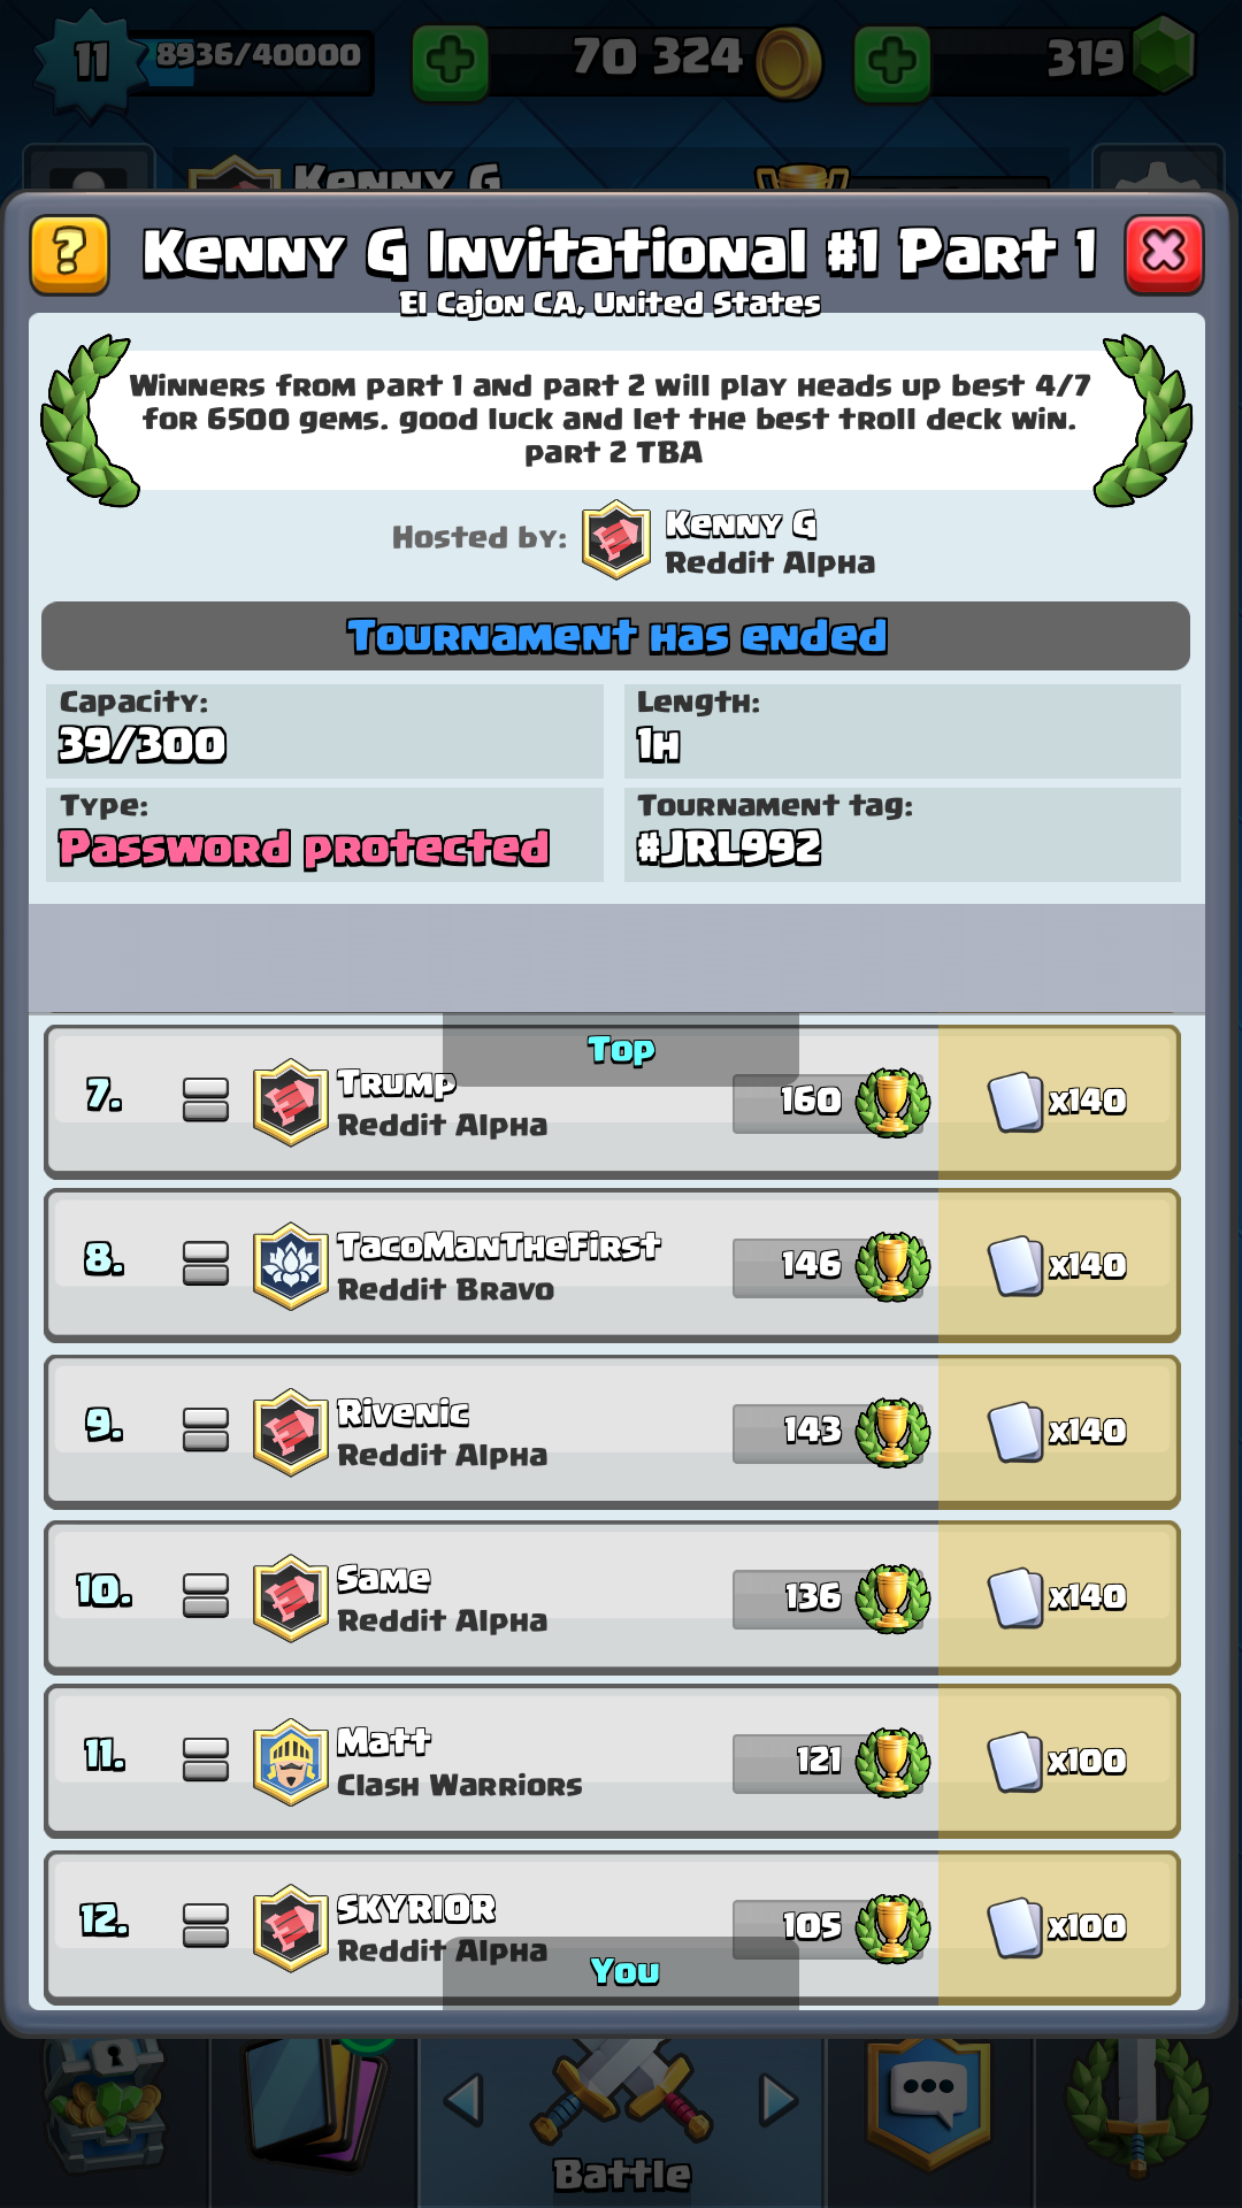 11
8936/40000
70 324
319
Kenny G
?
Kenny G Invitational #1 Part 1
El Cajon CA, United States
Winners from part 1 and part 2 will play heads up best 4/7
for 6500 gems. good luck and let the best troll deck win.
part 2 TBA
Hosted by:
Kenny G
Reddit Alpha
Tournament has ended
Capacity:
39/300
Length:
1h
Type:
Password protected
Tournament tag:
#JRL992
Top
7.
Trump
Reddit Alpha
160
x140
8.
TacoManTheFirst
Reddit Bravo
146
x140
9.
Rivenic
Reddit Alpha
143
x140
10.
Same
Reddit Alpha
136
x140
11.
Matt
Clash Warriors
121
x100
12.
SKYRIOR
Reddit Alpha
105
x100
You
Battle